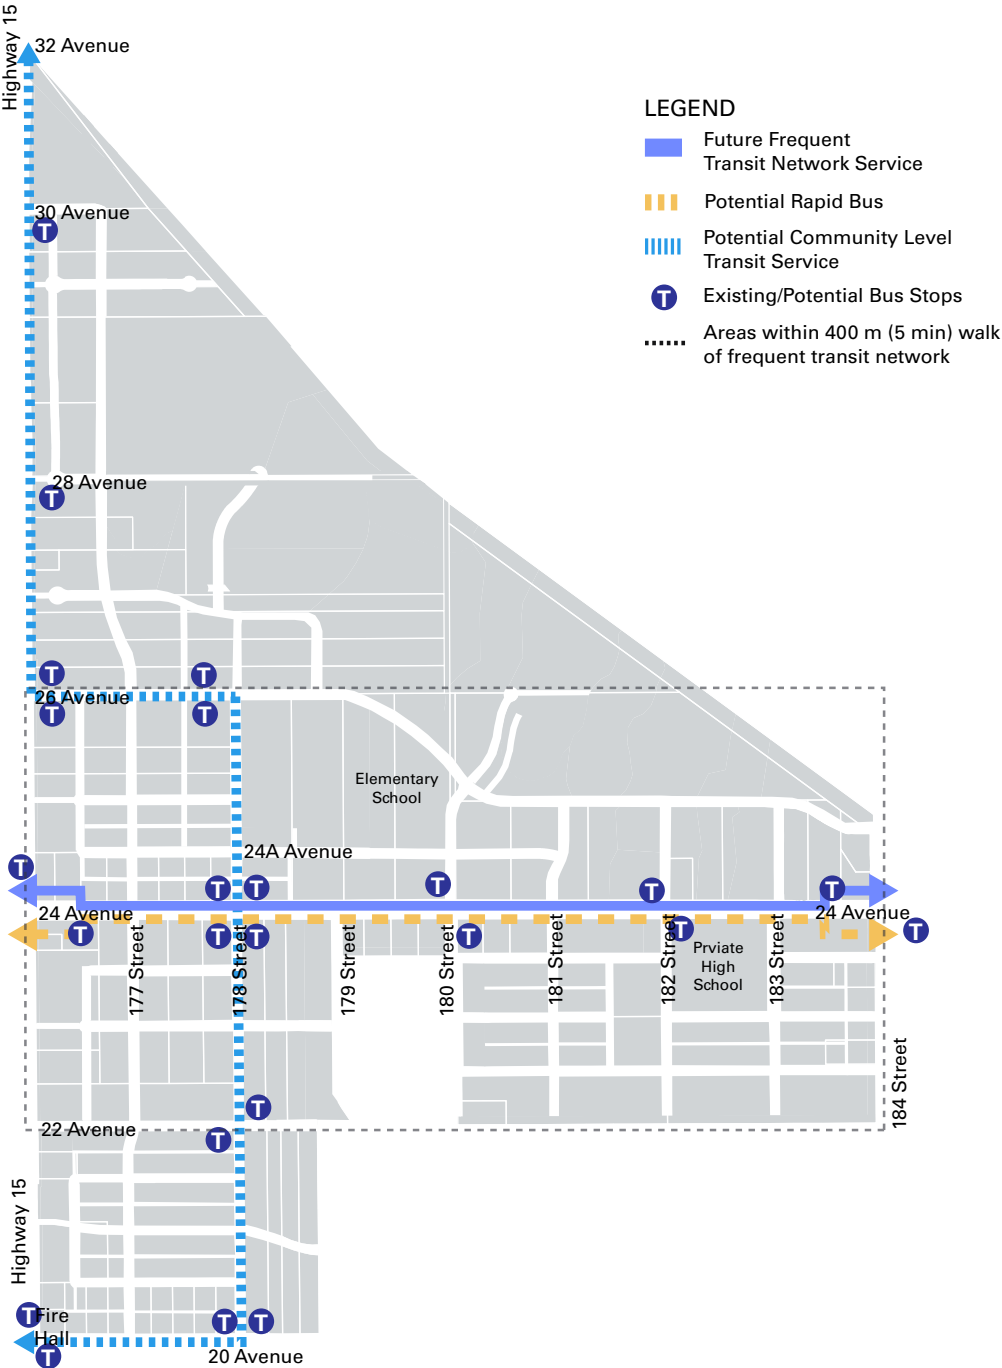 Highway 15
32 Avenue
LEGEND
Future Frequent
Transit Network Service
Potential Rapid Bus
Potential Community Level
Transit Service
T
Existing/Potential Bus Stops
Areas within 400 m (5 min) walk
of frequent transit network
30 Avenue
T
28 Avenue
T
T
T
26 Avenue
T
T
Elementary
School
24A Avenue
T
T
T
T
T
T
24 Avenue
24 Avenue
T
T
T
T
T
T
177 Street
178 Street
179 Street
180 Street
181 Street
182 Street
183 Street
Prviate
High
School
184 Street
T
22 Avenue
T
Highway 15
T
Fire
Hall
T
T
T
20 Avenue